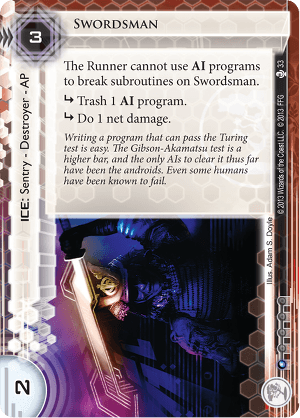 SWORDSMAN
3
The Runner cannot use AI programs
to break subroutines on Swordsman.
↳ Trash 1 AI program.
↳ Do 1 net damage.
Writing a program that can pass the Turing
test is easy. The Gibson-Akamatsu test is a
higher bar, and the only AIs to clear it thus far
have been the androids. Even some humans
have been known to fail.
ICE: Sentry - Destroyer - AP
33
© 2013 Wizards of the Coast LLC. © 2013 FFG
Illus. Adam S. Doyle
2